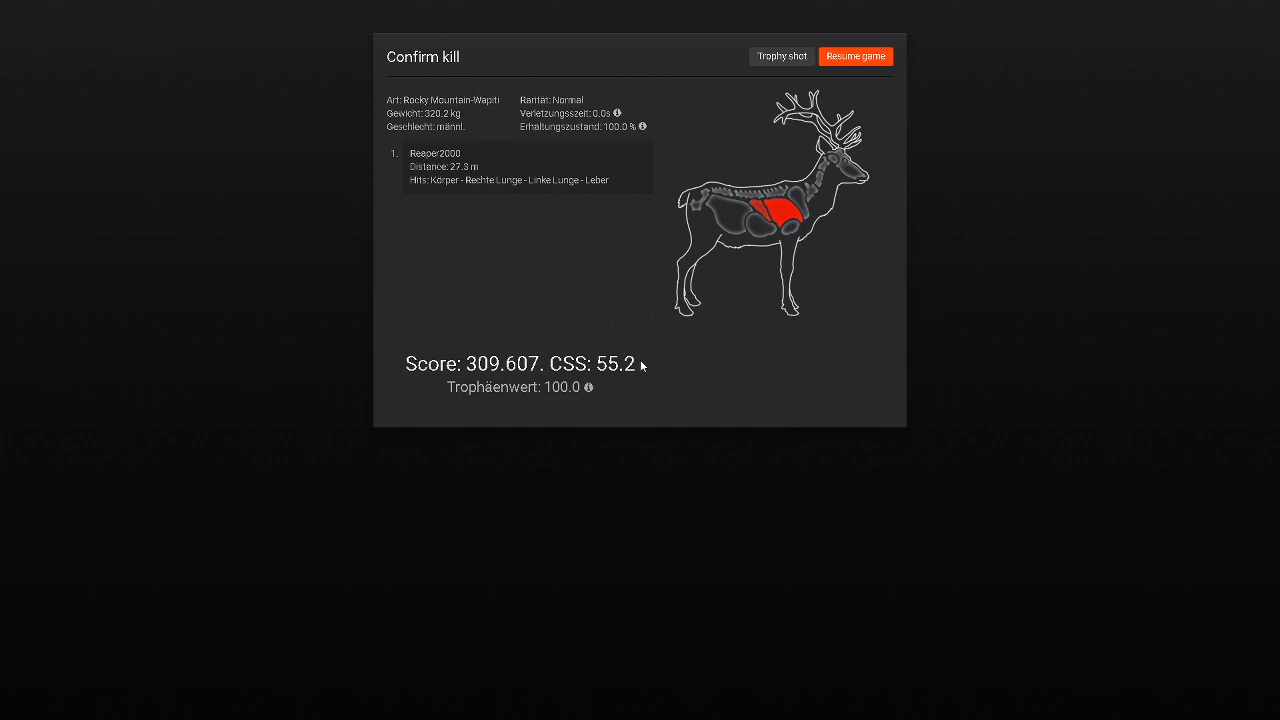 Confirm kill
Trophy shot
Resume game
Art: Rocky Mountain-Wapiti
Rarität: Normal
Gewicht: 320.2 kg
Verletzungsszeit: 0.0s
Geschlecht: männl.
Erhaltungszustand: 100.0 %
1.
Reaper2000
Distance: 27.3 m
Hits: Körper - Rechte Lunge - Linke Lunge - Leber
Score: 309.607. CSS: 55.2
Trophäenwert: 100.0